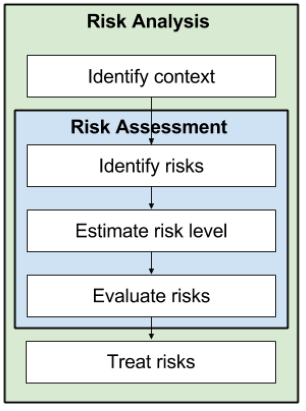 Risk Analysis
Identify context
Risk Assessment
Identify risks
Estimate risk level
Evaluate risks
Treat risks